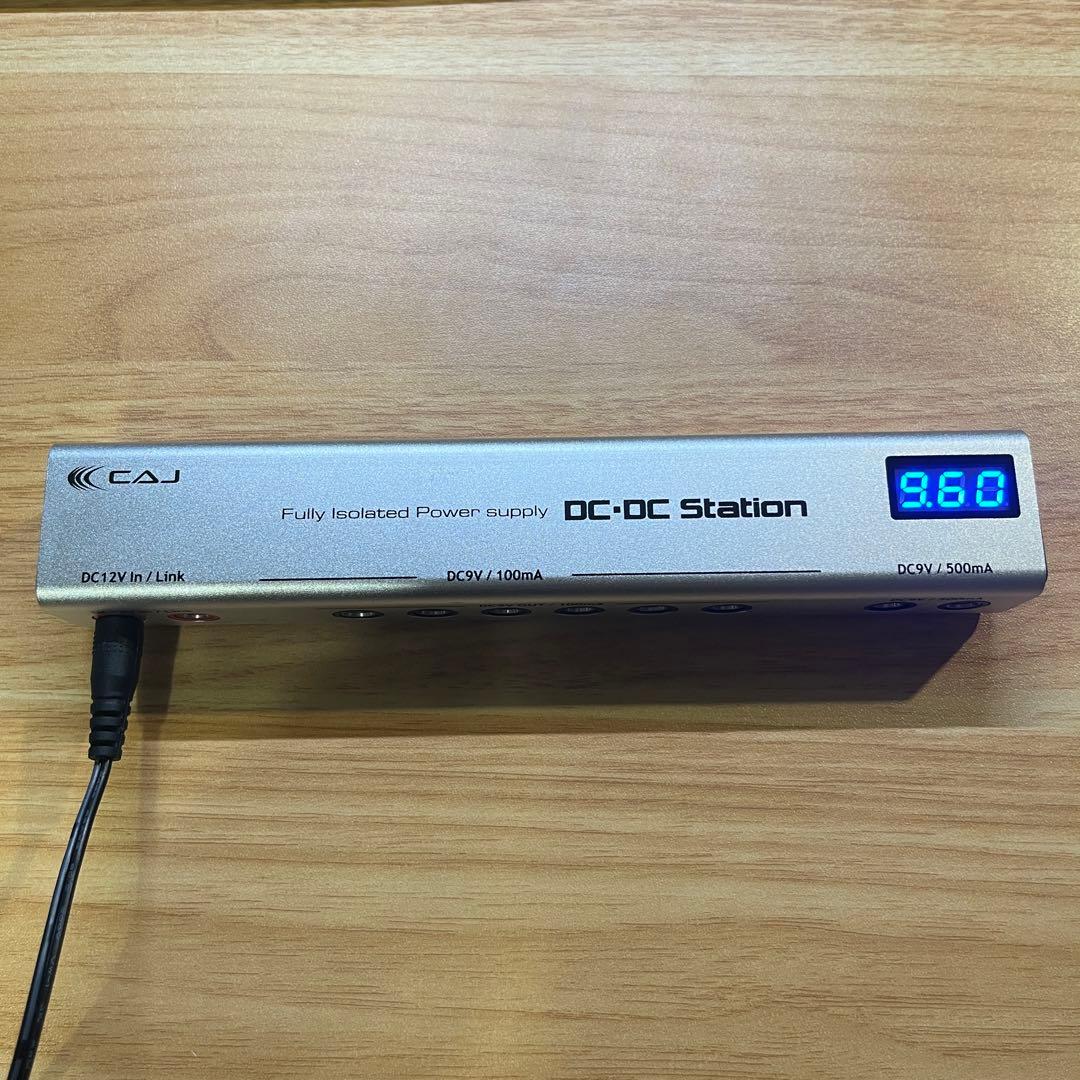 CAJ
Fully Isolated Power supply DC·DC Station
9.60
DC12V In / Link
DC9V / 100mA
DC9V / 500mA